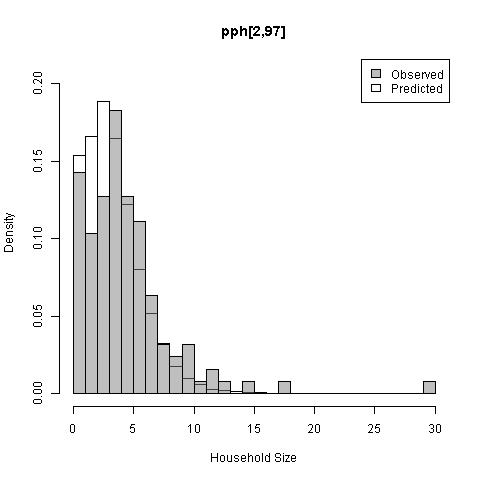 pph[2,97]
Observed
Predicted
0.20
0.15
0.10
0.05
0.00
Density
0 5 10 15 20 25 30
Household Size